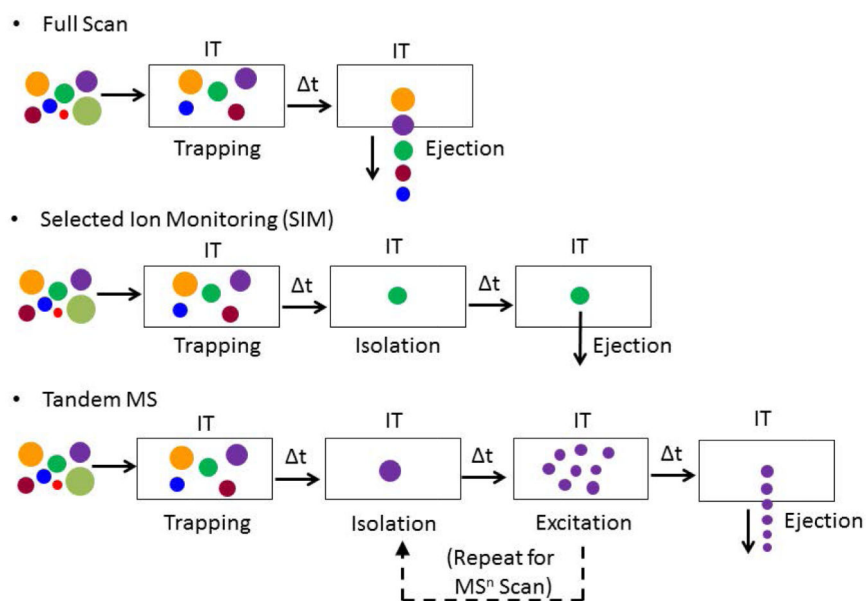 • Full Scan
IT IT
Δt
Trapping Ejection
• Selected Ion Monitoring (SIM)
IT IT IT
Δt Δt
Trapping Isolation Ejection
• Tandem MS
IT IT IT IT
Δt Δt Δt
Trapping Isolation Excitation Ejection
(Repeat for
MSⁿ Scan)